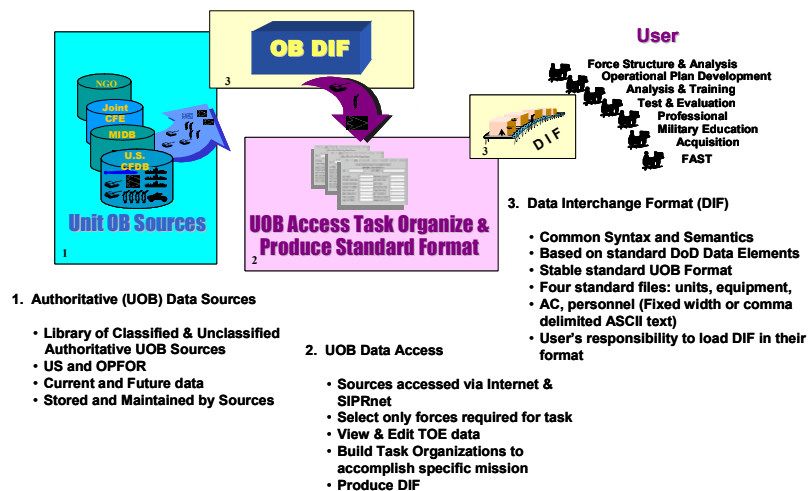 OB DIF
3
NGO
Joint
CFE
MIDB
U.S.
CFDB
Unit OB Sources
1
UOB Access Task Organize &
Produce Standard Format
2
DIF
3
User
Force Structure & Analysis
Operational Plan Development
Analysis & Training
Test & Evaluation
Professional
Military Education
Acquisition
FAST
1. Authoritative (UOB) Data Sources
• Library of Classified & Unclassified
Authoritative UOB Sources
• US and OPFOR
• Current and Future data
• Stored and Maintained by Sources
2. UOB Data Access
• Sources accessed via Internet &
SIPRnet
• Select only forces required for task
• View & Edit TOE data
• Build Task Organizations to
accomplish specific mission
• Produce DIF
3. Data Interchange Format (DIF)
• Common Syntax and Semantics
• Based on standard DoD Data Elements
• Stable standard UOB Format
• Four standard files: units, equipment,
• AC, personnel (Fixed width or comma
delimited ASCII text)
• User's responsibility to load DIF in their
format